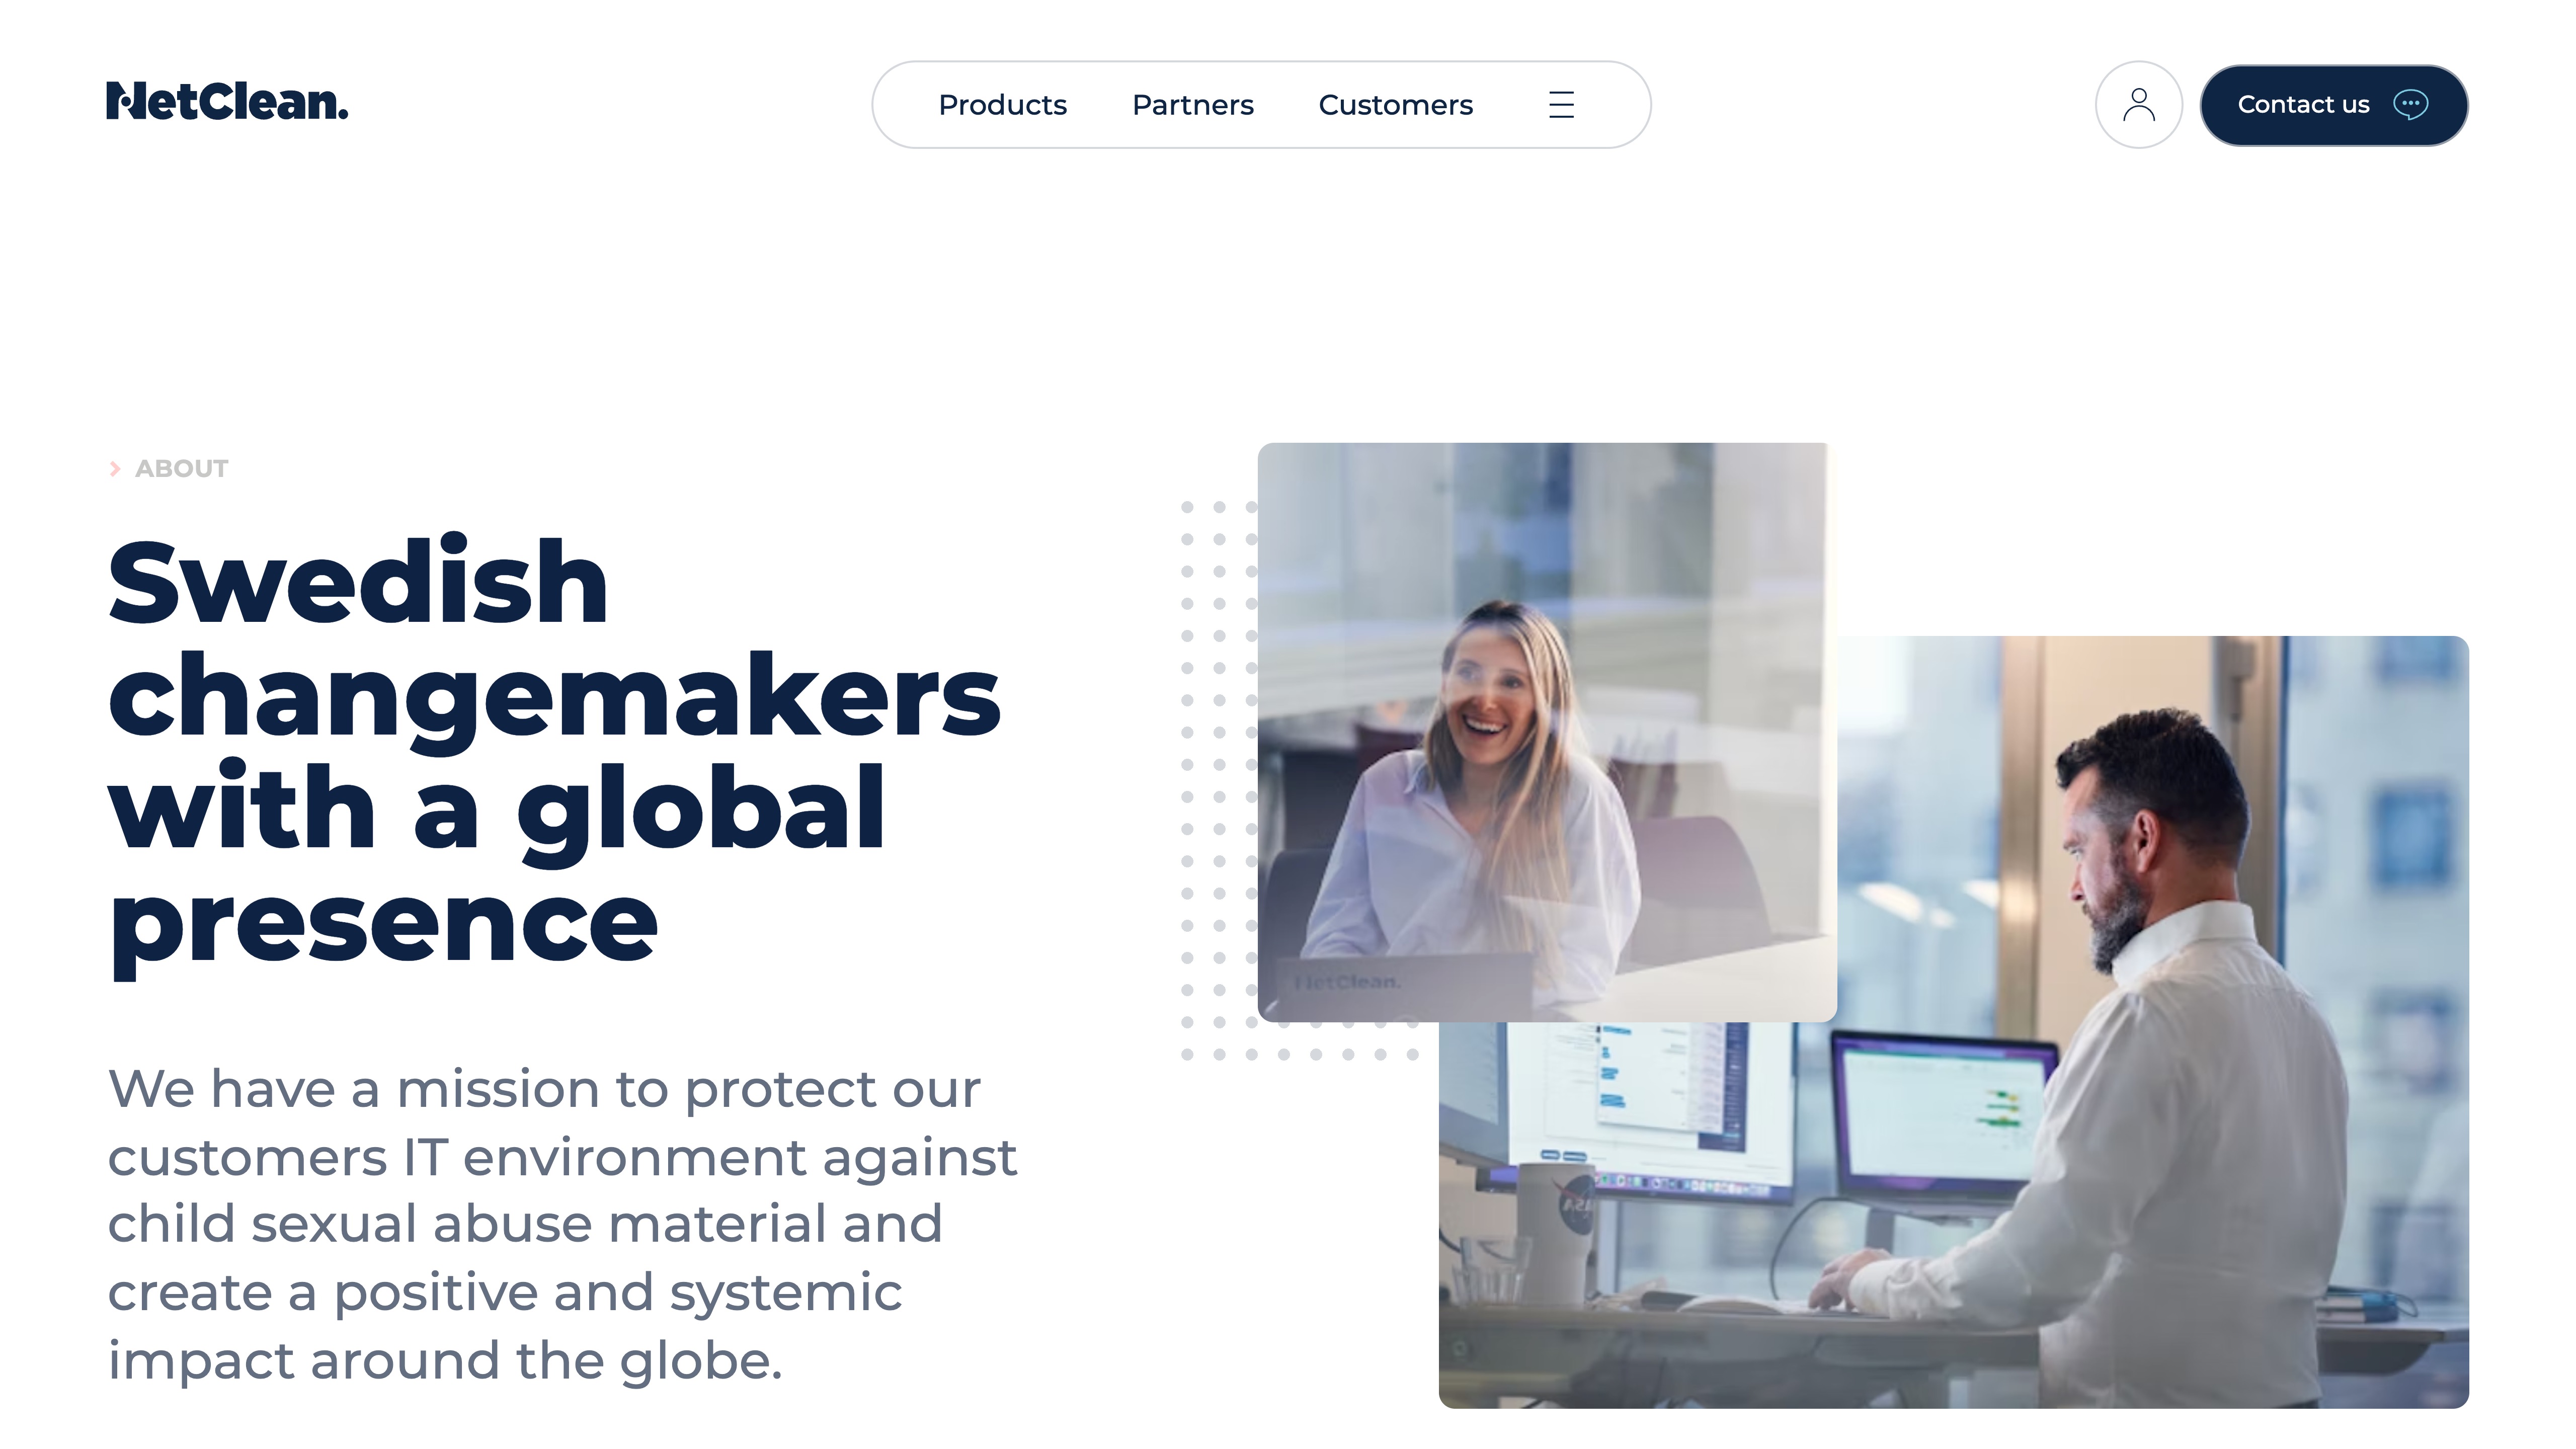 NetClean.
Products Partners Customers
Contact us
ABOUT
Swedish
changemakers
with a global
presence
We have a mission to protect our
customers IT environment against
child sexual abuse material and
create a positive and systemic
impact around the globe.
NetClean.
NASA